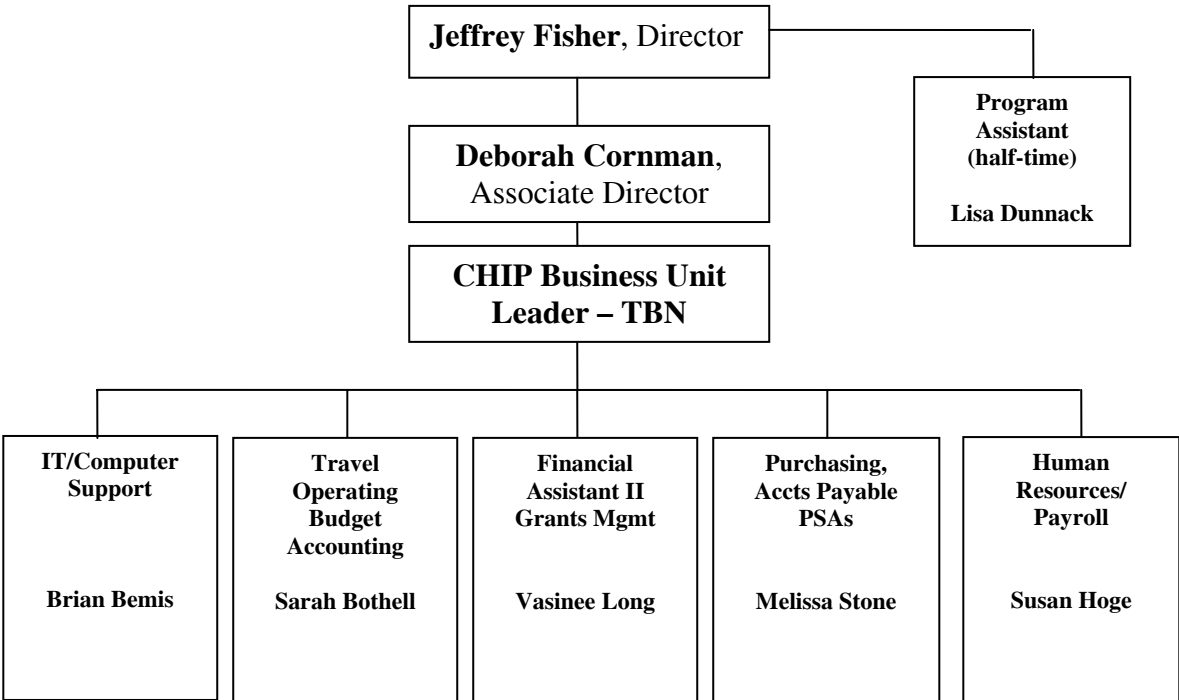 Jeffrey Fisher, Director
Program
Assistant
(half-time)
Lisa Dunnack
Deborah Cornman,
Associate Director
CHIP Business Unit
Leader – TBN
IT/Computer
Support
Brian Bemis
Travel
Operating
Budget
Accounting
Sarah Bothell
Financial
Assistant II
Grants Mgmt
Vasinee Long
Purchasing,
Accts Payable
PSAs
Melissa Stone
Human
Resources/
Payroll
Susan Hoge